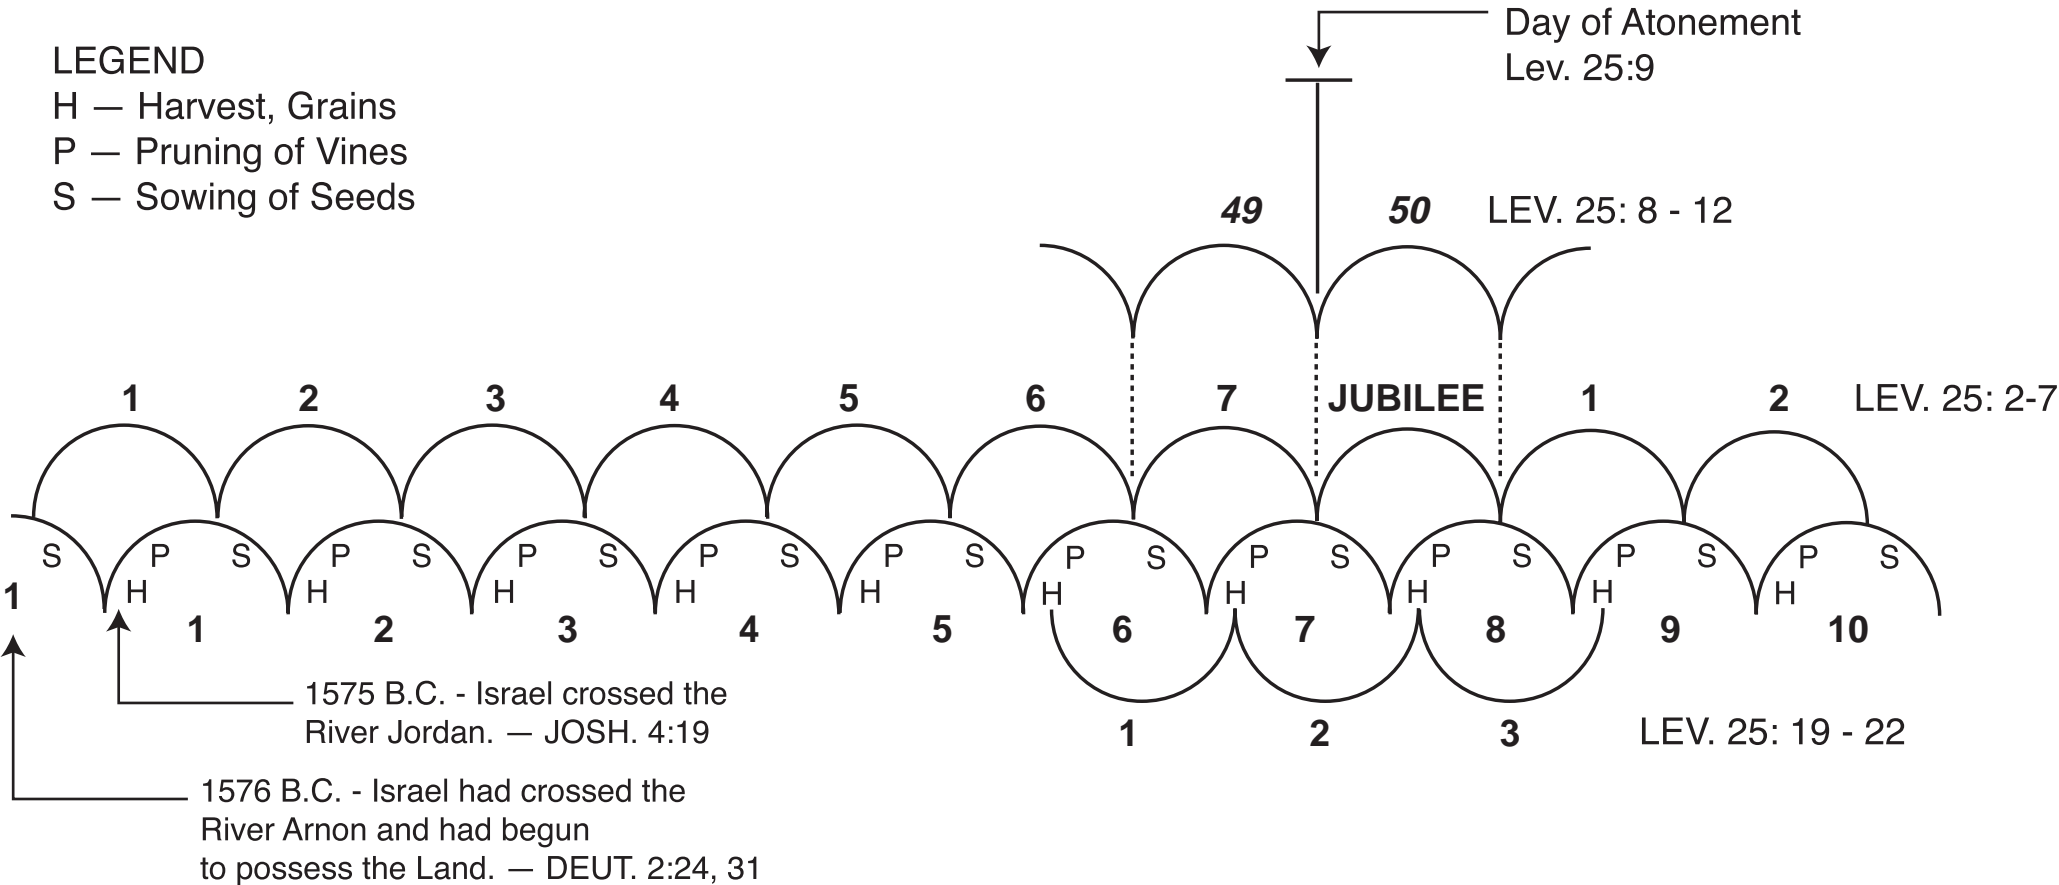 Day of Atonement
Lev. 25:9
LEGEND
H — Harvest, Grains
P — Pruning of Vines
S — Sowing of Seeds
49 50 LEV. 25: 8 - 12
1 2 3 4 5 6 7 JUBILEE 1 2 LEV. 25: 2-7
S P S P S P S P S P S P S P S P S P S P S
1 H H H H H H H H H H
1 2 3 4 5 6 7 8 9 10
1575 B.C. - Israel crossed the
River Jordan. — JOSH. 4:19
1 2 3 LEV. 25: 19 - 22
1576 B.C. - Israel had crossed the
River Arnon and had begun
to possess the Land. — DEUT. 2:24, 31